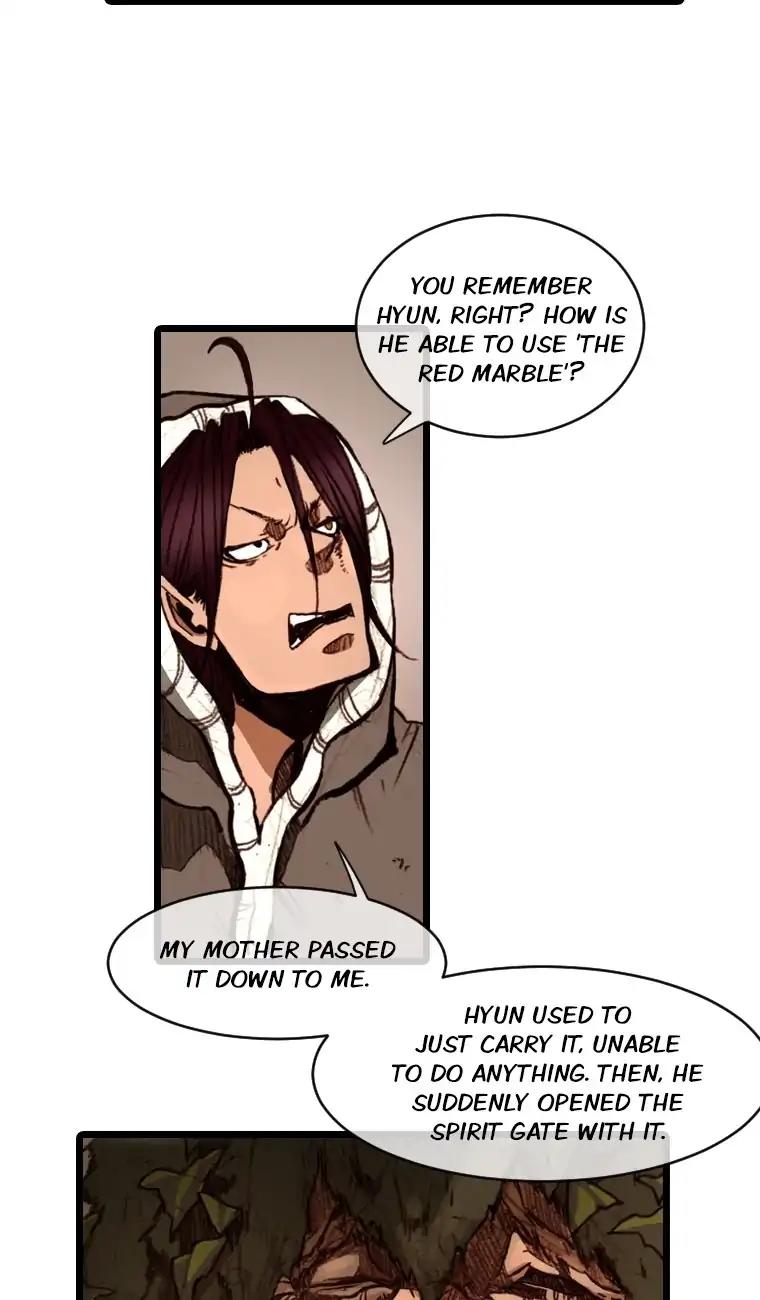 YOU REMEMBER
HYUN, RIGHT? HOW IS
HE ABLE TO USE 'THE
RED MARBLE'?
MY MOTHER PASSED
IT DOWN TO ME.
HYUN USED TO
JUST CARRY IT, UNABLE
TO DO ANYTHING. THEN, HE
SUDDENLY OPENED THE
SPIRIT GATE WITH IT.